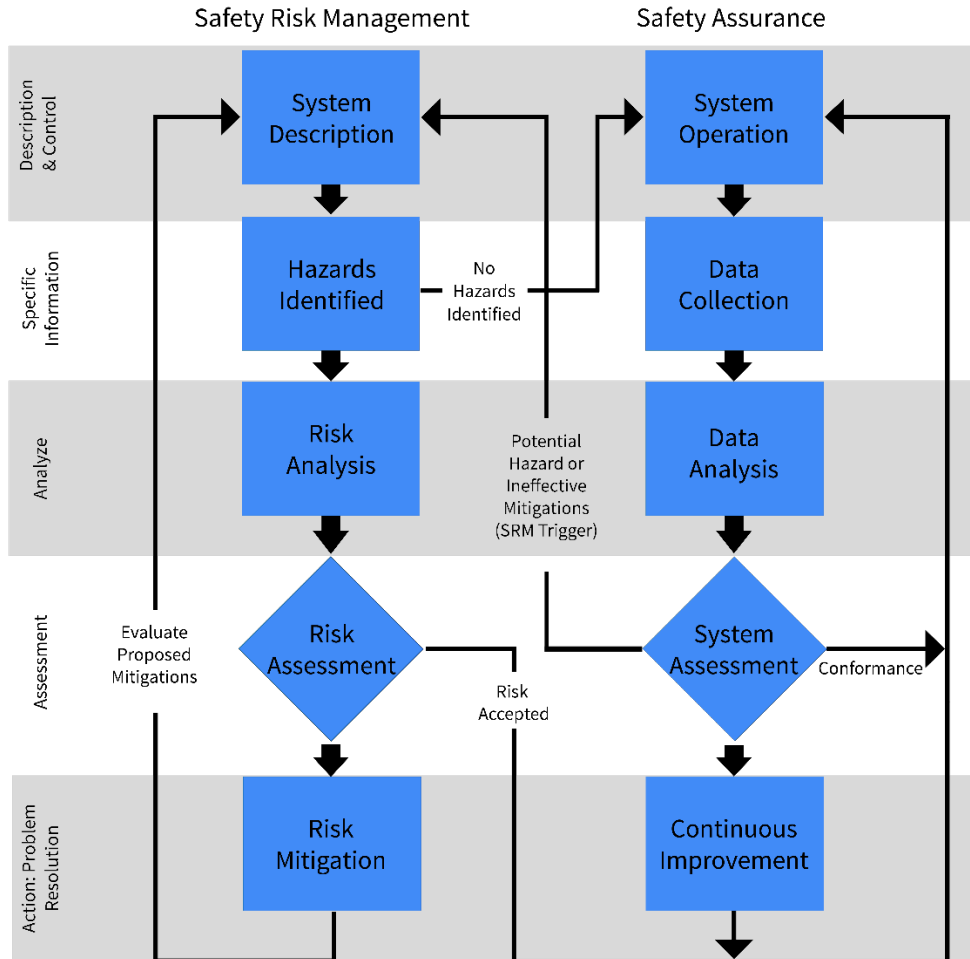 Safety Risk Management
Safety Assurance
Description
& Control
System
Description
System
Operation
Specific
Information
Hazards
Identified
No
Hazards
Identified
Data
Collection
Analyze
Risk
Analysis
Potential
Hazard or
Ineffective
Mitigations
(SRM Trigger)
Data
Analysis
Assessment
Evaluate
Proposed
Mitigations
Risk
Assessment
Risk
Accepted
System
Assessment
Conformance
Action: Problem
Resolution
Risk
Mitigation
Continuous
Improvement